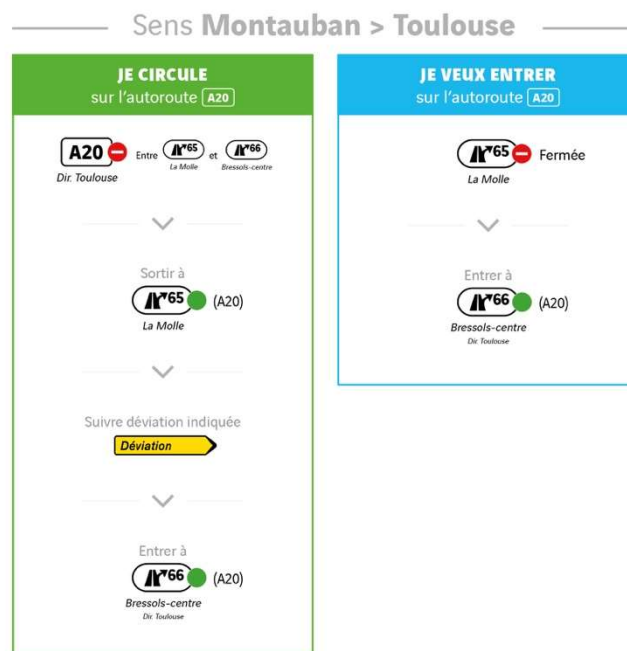 Sens Montauban > Toulouse
JE CIRCULE
sur l'autoroute A20
A20 Entre 65 et 66
La Molle Bressols-centre
Dir. Toulouse
Sortir à
65 (A20)
La Molle
Suivre déviation indiquée
Déviation
Entrer à
66 (A20)
Bressols-centre
Dir. Toulouse
JE VEUX ENTRER
sur l'autoroute A20
65 Fermée
La Molle
Entrer à
66 (A20)
Bressols-centre
Dir. Toulouse